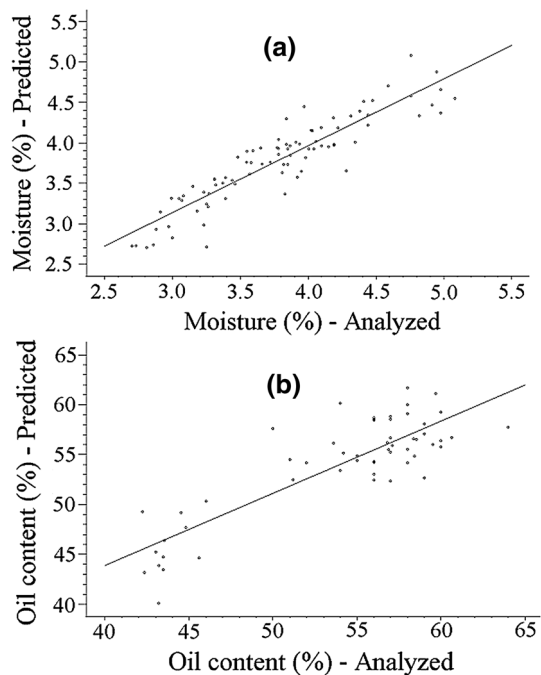 (a)
Moisture (%) - Predicted
5.5
5.0
4.5
4.0
3.5
3.0
2.5
2.5 3.0 3.5 4.0 4.5 5.0 5.5
Moisture (%) - Analyzed
(b)
Oil content (%) - Predicted
65
60
55
50
45
40
40 45 50 55 60 65
Oil content (%) - Analyzed